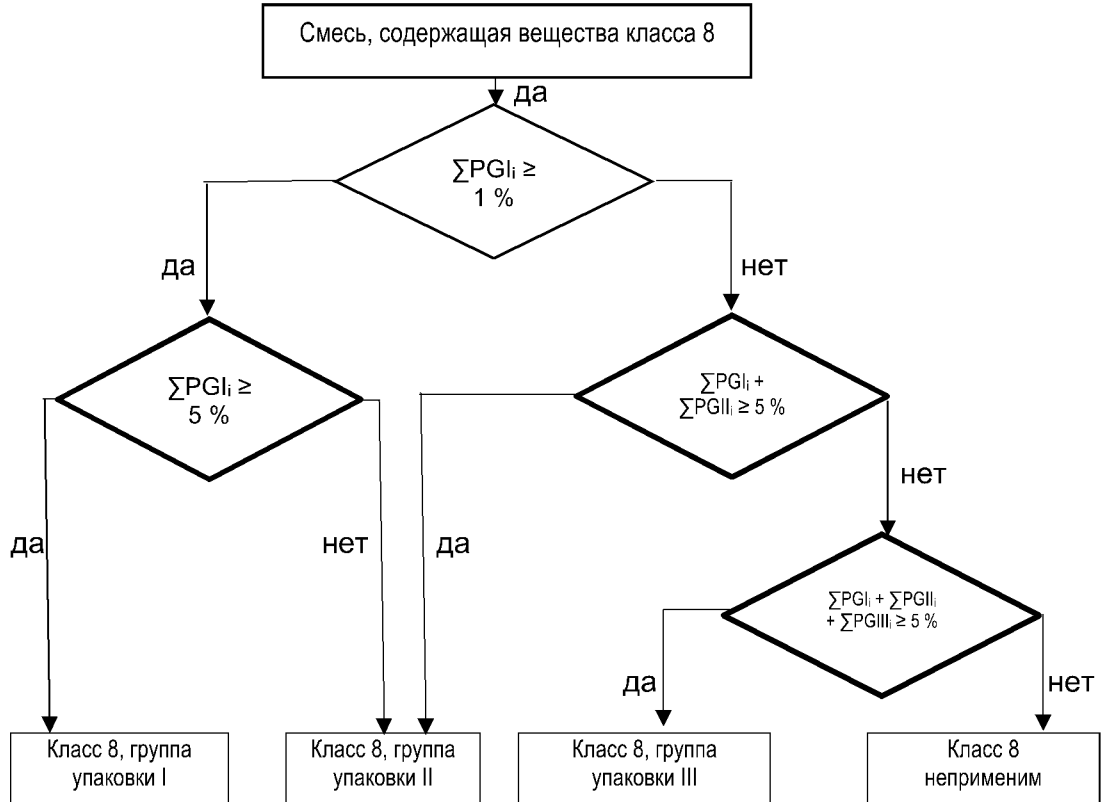 Смесь, содержащая вещества класса 8
да
∑PGIᵢ ≥
1 %
да
нет
∑PGIᵢ ≥
5 %
∑PGIᵢ +
∑PGIIᵢ ≥ 5 %
нет
да
нет
да
∑PGIᵢ + ∑PGIIᵢ
+ ∑PGIIIᵢ ≥ 5 %
да
нет
Класс 8, группа
упаковки I
Класс 8, группа
упаковки II
Класс 8, группа
упаковки III
Класс 8
неприменим